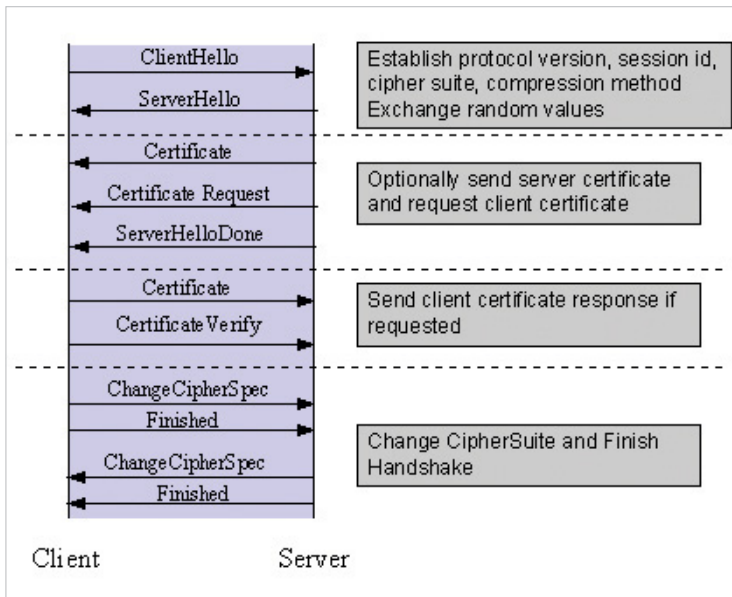 ClientHello
ServerHello
Establish protocol version, session id,
cipher suite, compression method
Exchange random values
Certificate
Certificate Request
ServerHelloDone
Optionally send server certificate
and request client certificate
Certificate
CertificateVerify
Send client certificate response if
requested
ChangeCipherSpec
Finished
ChangeCipherSpec
Finished
Change CipherSuite and Finish
Handshake
Client
Server